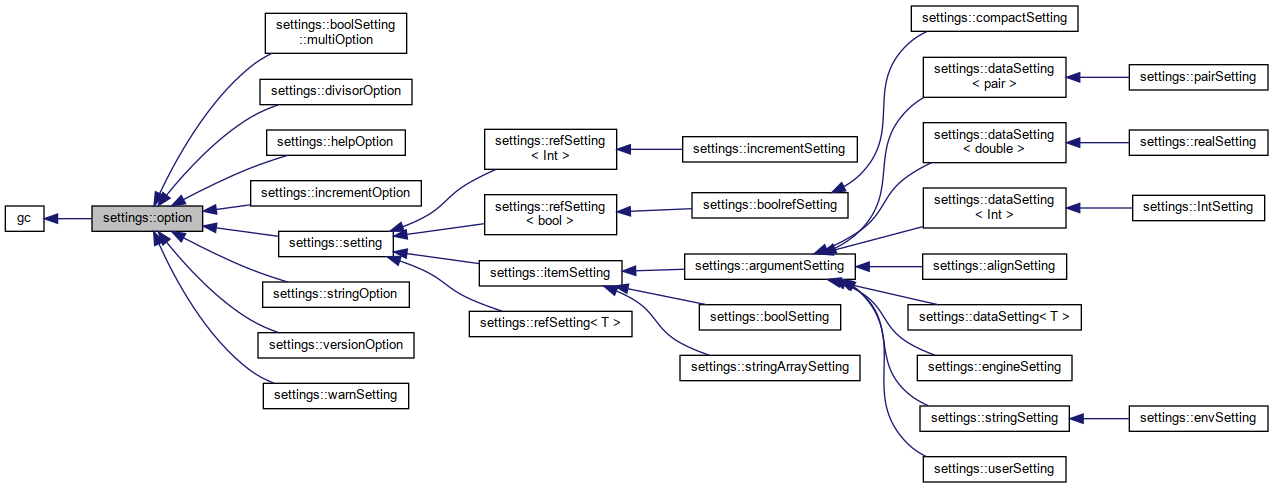 gc
settings::option
settings::boolSetting
::multiOption
settings::divisorOption
settings::helpOption
settings::incrementOption
settings::setting
settings::stringOption
settings::versionOption
settings::warnSetting
settings::refSetting
< Int >
settings::refSetting
< bool >
settings::itemSetting
settings::refSetting< T >
settings::incrementSetting
settings::boolrefSetting
settings::argumentSetting
settings::boolSetting
settings::stringArraySetting
settings::compactSetting
settings::dataSetting
< pair >
settings::dataSetting
< double >
settings::dataSetting
< Int >
settings::alignSetting
settings::dataSetting< T >
settings::engineSetting
settings::stringSetting
settings::userSetting
settings::pairSetting
settings::realSetting
settings::IntSetting
settings::envSetting